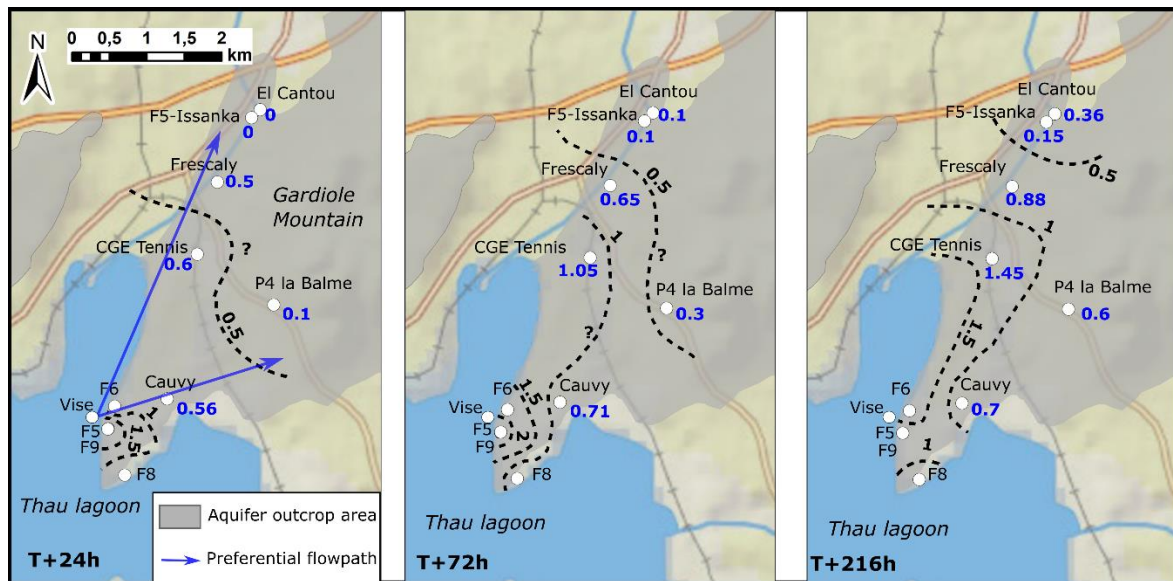 N
0 0,5 1 1,5 2
km
El Cantou
0
F5-Issanka
0
Frescaly
0.5
Gardiole
Mountain
?
CGE Tennis
0.6
P4 la Balme
0.1
0.5
F6
Cauvy
0.56
Vise
1
1.5
F5
F9
F8
Thau lagoon
Aquifer outcrop area
Preferential flowpath
T+24h
El Cantou
F5-Issanka
0.1
0.1
0.5
Frescaly
0.65
1
?
CGE Tennis
1.05
P4 la Balme
0.3
?
F6
1.5
Cauvy
0.71
Vise
F5
2
F9
F8
Thau lagoon
T+72h
El Cantou
F5-Issanka
0.36
0.15
0.5
Frescaly
0.88
1
CGE Tennis
1.45
P4 la Balme
0.6
1.5
F6
Cauvy
0.7
Vise
F5
F9
1
F8
Thau lagoon
T+216h